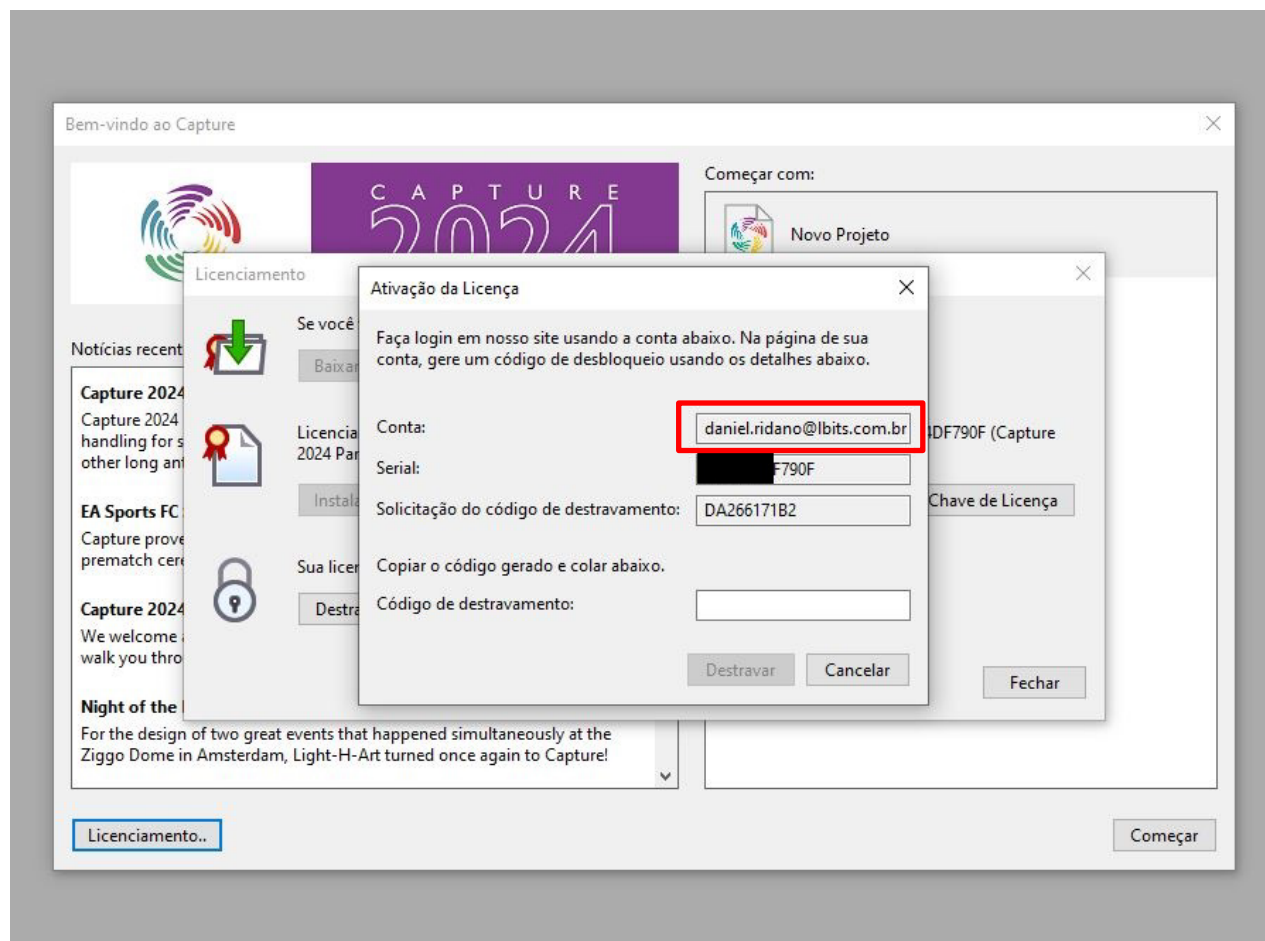 Bem-vindo ao Capture
CAPTURE
2024
Começar com:
Novo Projeto
Licenciamento
Ativação da Licença
Se você
Faça login em nosso site usando a conta abaixo. Na página de sua
conta, gere um código de desbloqueio usando os detalhes abaixo.
Notícias recent
Baixar
Capture 2024
Capture 2024
handling for s
other long ant
Conta:
daniel.ridano@lbits.com.br
Licencia
2024 Par
4DF790F (Capture
Serial:
F790F
Instala
Chave de Licença
Solicitação do código de destravamento:
DA266171B2
EA Sports FC
Capture prove
prematch cere
Sua licen
Copiar o código gerado e colar abaixo.
Destra
Código de destravamento:
Capture 2024
We welcome a
walk you thro
Destravar
Cancelar
Fechar
Night of the
For the design of two great events that happened simultaneously at the
Ziggo Dome in Amsterdam, Light-H-Art turned once again to Capture!
Licenciamento..
Começar